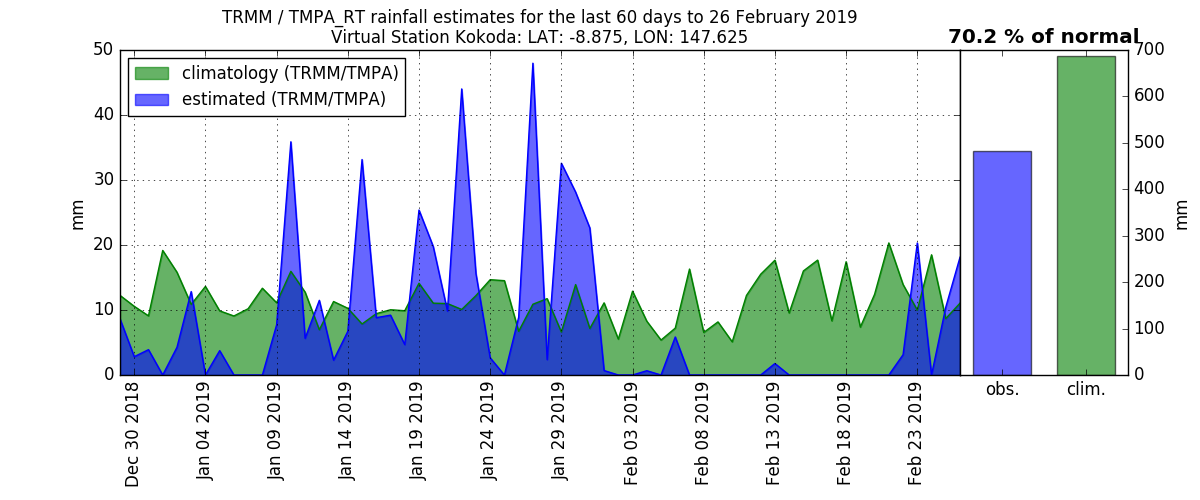 TRMM / TMPA_RT rainfall estimates for the last 60 days to 26 February 2019
Virtual Station Kokoda: LAT: -8.875, LON: 147.625
70.2 % of normal
climatology (TRMM/TMPA)
estimated (TRMM/TMPA)
50
40
30
20
10
0
mm
700
600
500
400
300
200
100
0
mm
obs.
clim.
Dec 30 2018
Jan 04 2019
Jan 09 2019
Jan 14 2019
Jan 19 2019
Jan 24 2019
Jan 29 2019
Feb 03 2019
Feb 08 2019
Feb 13 2019
Feb 18 2019
Feb 23 2019